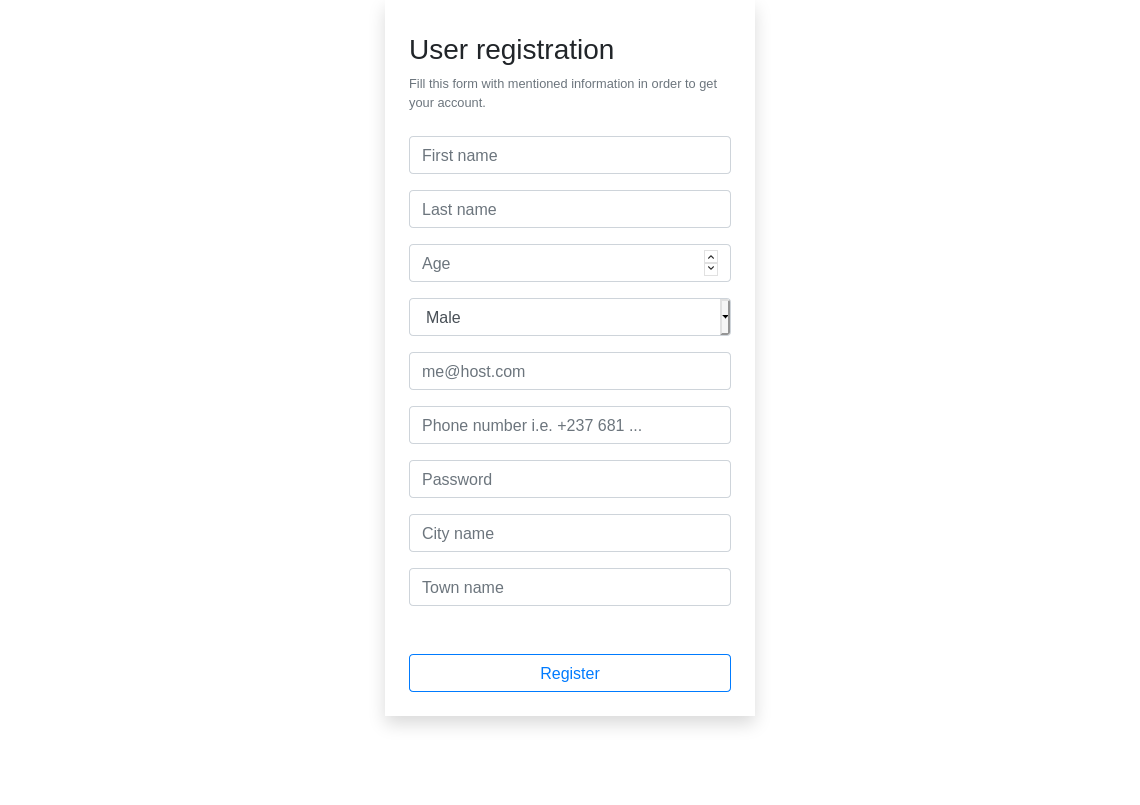 User registration
Fill this form with mentioned information in order to get
your account.
First name
Last name
Age
Male
me@host.com
Phone number i.e. +237 681 ...
Password
City name
Town name
Register